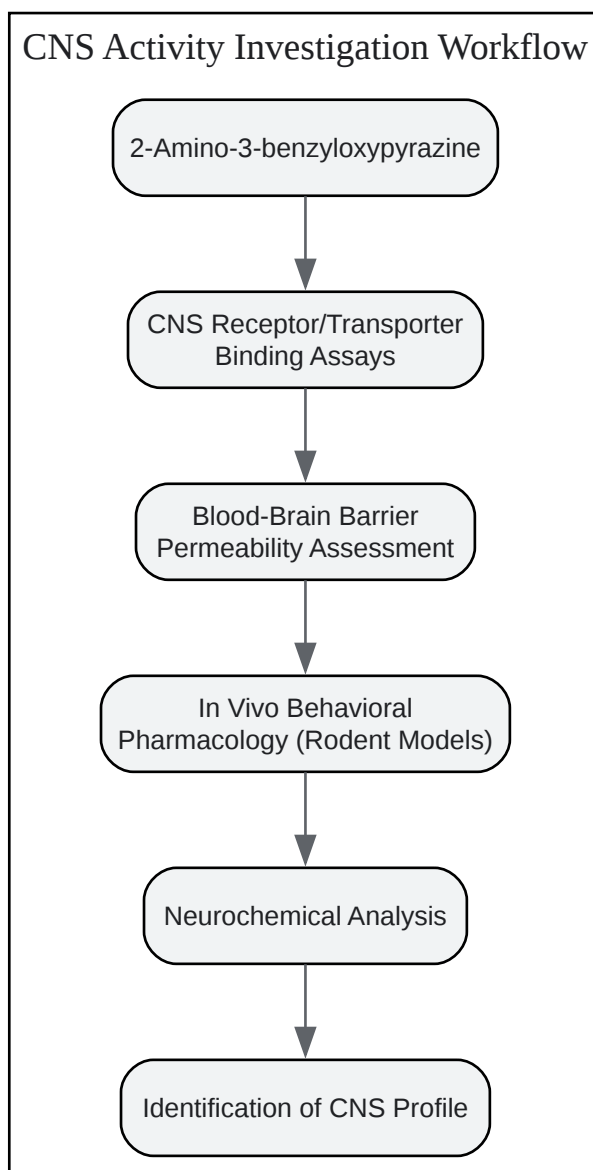 CNS Activity Investigation Workflow
2-Amino-3-benzyloxypyrazine
CNS Receptor/Transporter
Binding Assays
Blood-Brain Barrier
Permeability Assessment
In Vivo Behavioral
Pharmacology (Rodent Models)
Neurochemical Analysis
Identification of CNS Profile